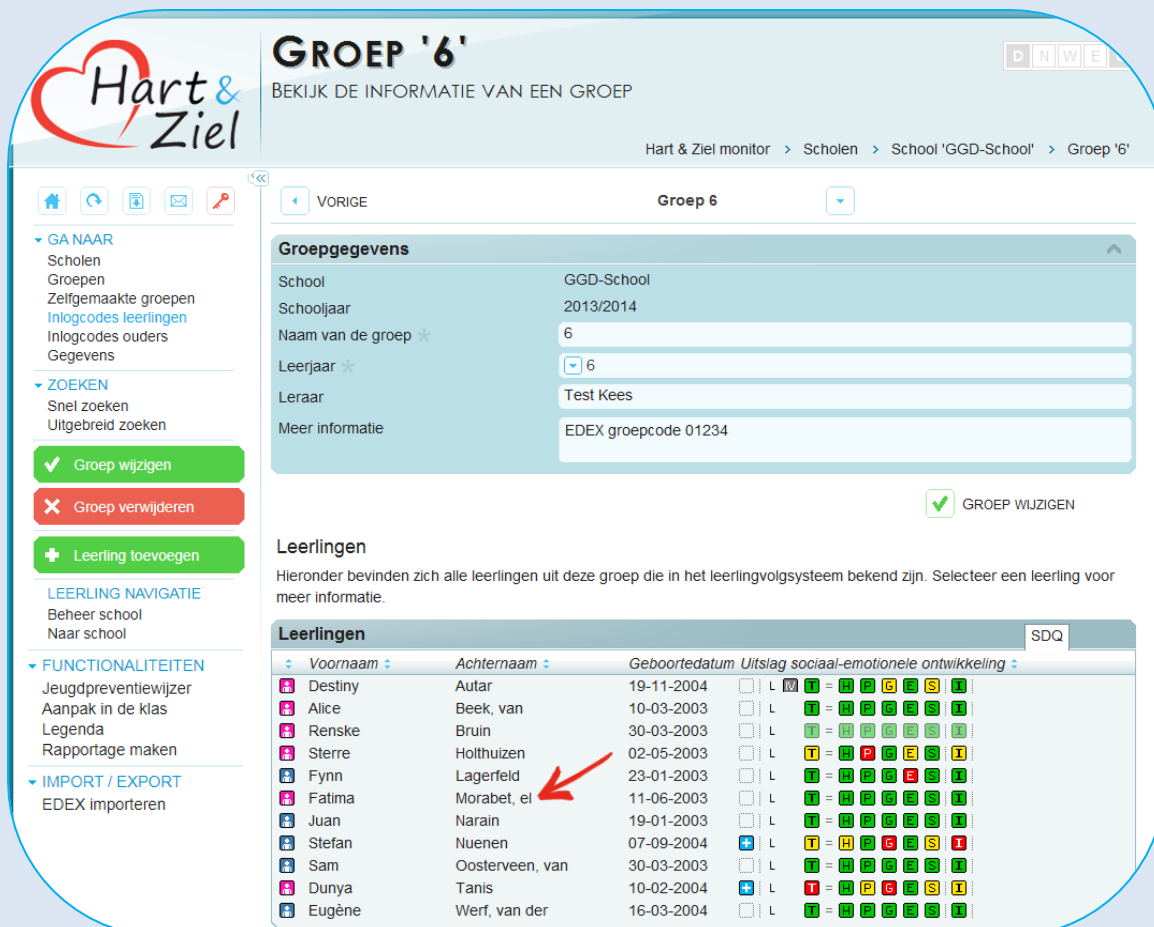 Hart &
Ziel
GROEP '6'
BEKIJK DE INFORMATIE VAN EEN GROEP
D N W E
Hart & Ziel monitor > Scholen > School 'GGD-School' > Groep '6'
VORIGE
Groep 6
GA NAAR
Scholen
Groepen
Zelfgemaakte groepen
Inlogcodes leerlingen
Inlogcodes ouders
Gegevens
ZOEKEN
Snel zoeken
Uitgebreid zoeken
Groep wijzigen
Groep verwijderen
Leerling toevoegen
LEERLING NAVIGATIE
Beheer school
Naar school
FUNCTIONALITEITEN
Jeugdpreventiewijzer
Aanpak in de klas
Legenda
Rapportage maken
IMPORT / EXPORT
EDEX importeren
Groepgegevens
School GGD-School
Schooljaar 2013/2014
Naam van de groep * 6
Leerjaar * 6
Leraar Test Kees
Meer informatie EDEX groepcode 01234
GROEP WIJZIGEN
Leerlingen
Hieronder bevinden zich alle leerlingen uit deze groep die in het leerlingvolgsysteem bekend zijn. Selecteer een leerling voor
meer informatie.
Leerlingen SDQ
Voornaam Achternaam Geboortedatum Uitslag sociaal-emotionele ontwikkeling
Destiny Autar 19-11-2004 L IV T = H P G E S I
Alice Beek, van 10-03-2003 L T = H P G E S I
Renske Bruin 30-03-2003 L T = H P G E S I
Sterre Holthuizen 02-05-2003 L T = H P G E S I
Fynn Lagerfeld 23-01-2003 L T = H P G E S I
Fatima Morabet, el 11-06-2003 L T = H P G E S I
Juan Narain 19-01-2003 L T = H P G E S I
Stefan Nuenen 07-09-2004 + L T = H P G E S I
Sam Oosterveen, van 30-03-2003 L T = H P G E S I
Dunya Tanis 10-02-2004 + L T = H P G E S I
Eugène Werf, van der 16-03-2004 L T = H P G E S I